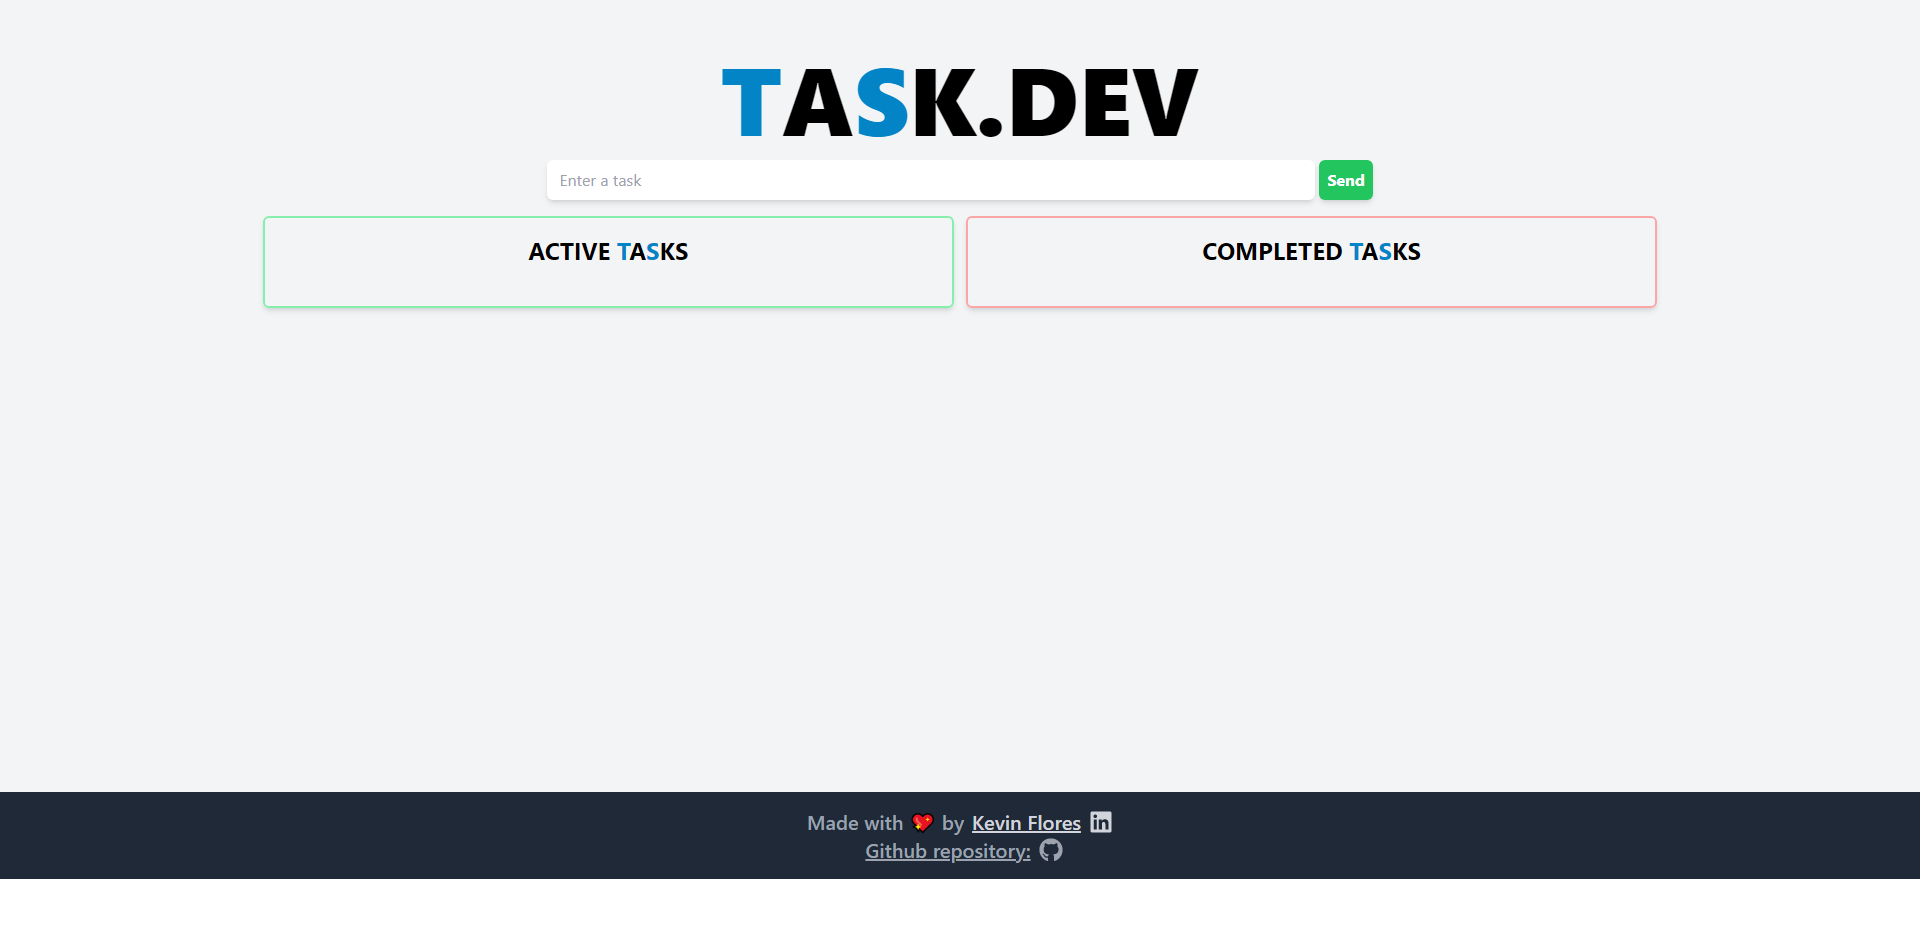 TASK.DEV
Enter a task
Send
ACTIVE TASKS
COMPLETED TASKS
Made with 💖 by Kevin Flores
Github repository: